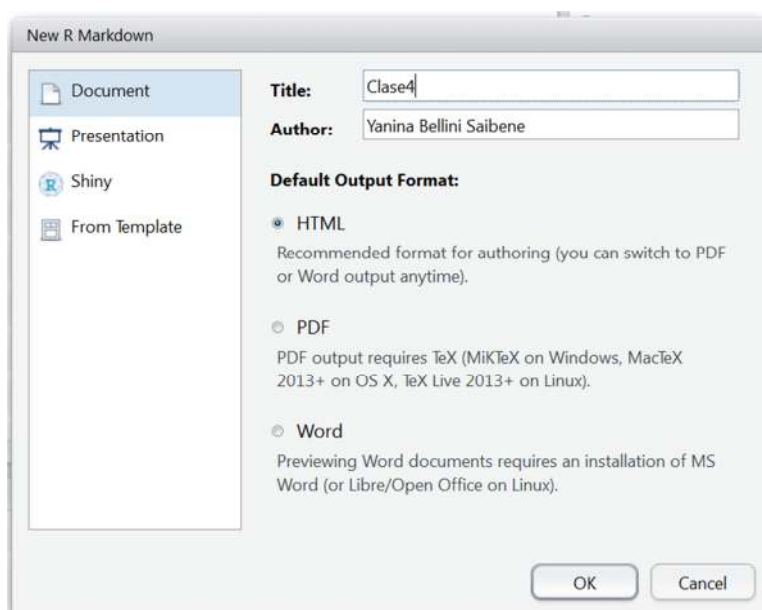 New R Markdown
Document
Presentation
R Shiny
From Template
Title: Clase4
Author: Yanina Bellini Saibene
Default Output Format:
HTML
Recommended format for authoring (you can switch to PDF
or Word output anytime).
PDF
PDF output requires TeX (MiKTeX on Windows, MacTeX
2013+ on OS X, TeX Live 2013+ on Linux).
Word
Previewing Word documents requires an installation of MS
Word (or Libre/Open Office on Linux).
OK Cancel